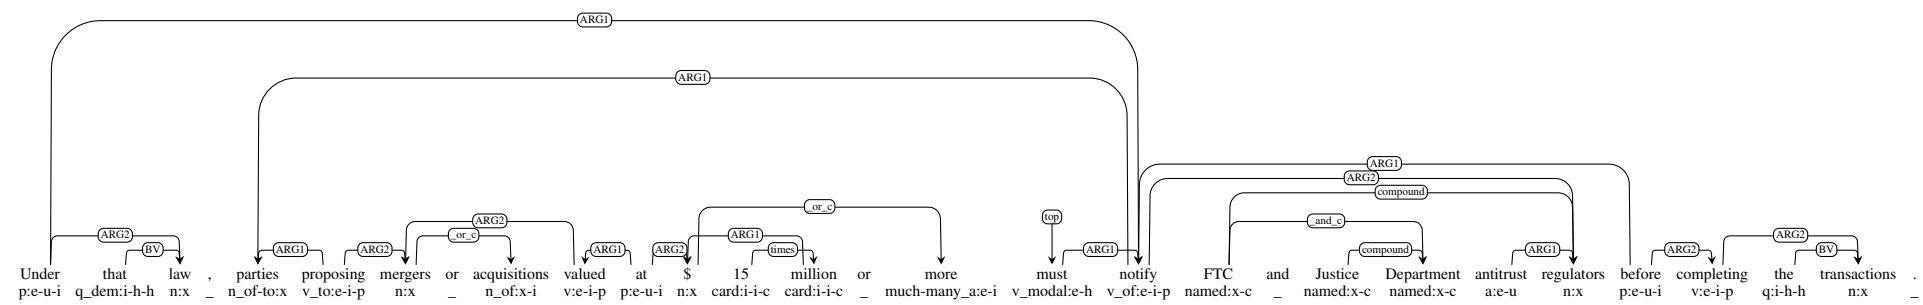 ARG1
ARG1
ARG1
ARG2
compound
_or_c
top
ARG2 _and_c
ARG2 _or_c ARG1 ARG2
BV ARG1 ARG2 ARG1 ARG2 times ARG1 compound ARG1 ARG2 BV
Under that law , parties proposing mergers or acquisitions valued at $ 15 million or more must notify FTC and Justice Department antitrust regulators before completing the transactions .
p:e-u-i q_dem:i-h-h n:x _ n_of-to:x v_to:e-i-p n:x _ n_of:x-i v:e-i-p p:e-u-i n:x card:i-i-c card:i-i-c _ much-many_a:e-i v_modal:e-h v_of:e-i-p named:x-c _ named:x-c named:x-c a:e-u n:x p:e-u-i v:e-i-p q:i-h-h n:x _